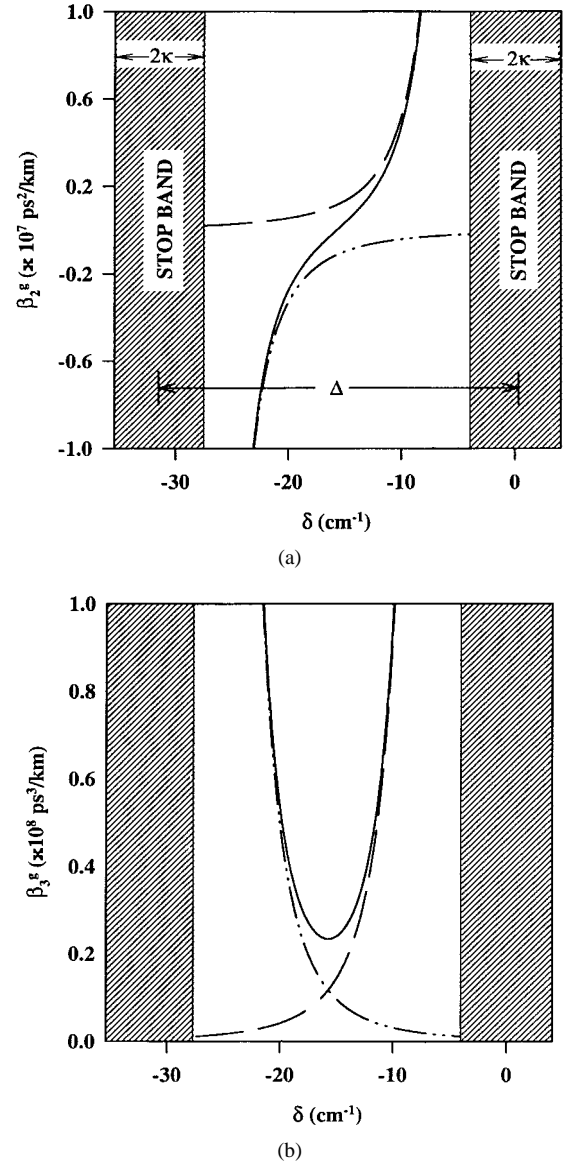 1.0
0.6
0.2
-0.2
-0.6
-1.0
β₂ᵍ (x 10⁷ ps²/km)
2κ
2κ
STOP BAND
STOP BAND
Δ
-30 -20 -10 0
δ (cm⁻¹)
(a)
1.0
0.8
0.6
0.4
0.2
0.0
β₃ᵍ (x10⁸ ps³/km)
-30 -20 -10 0
δ (cm⁻¹)
(b)